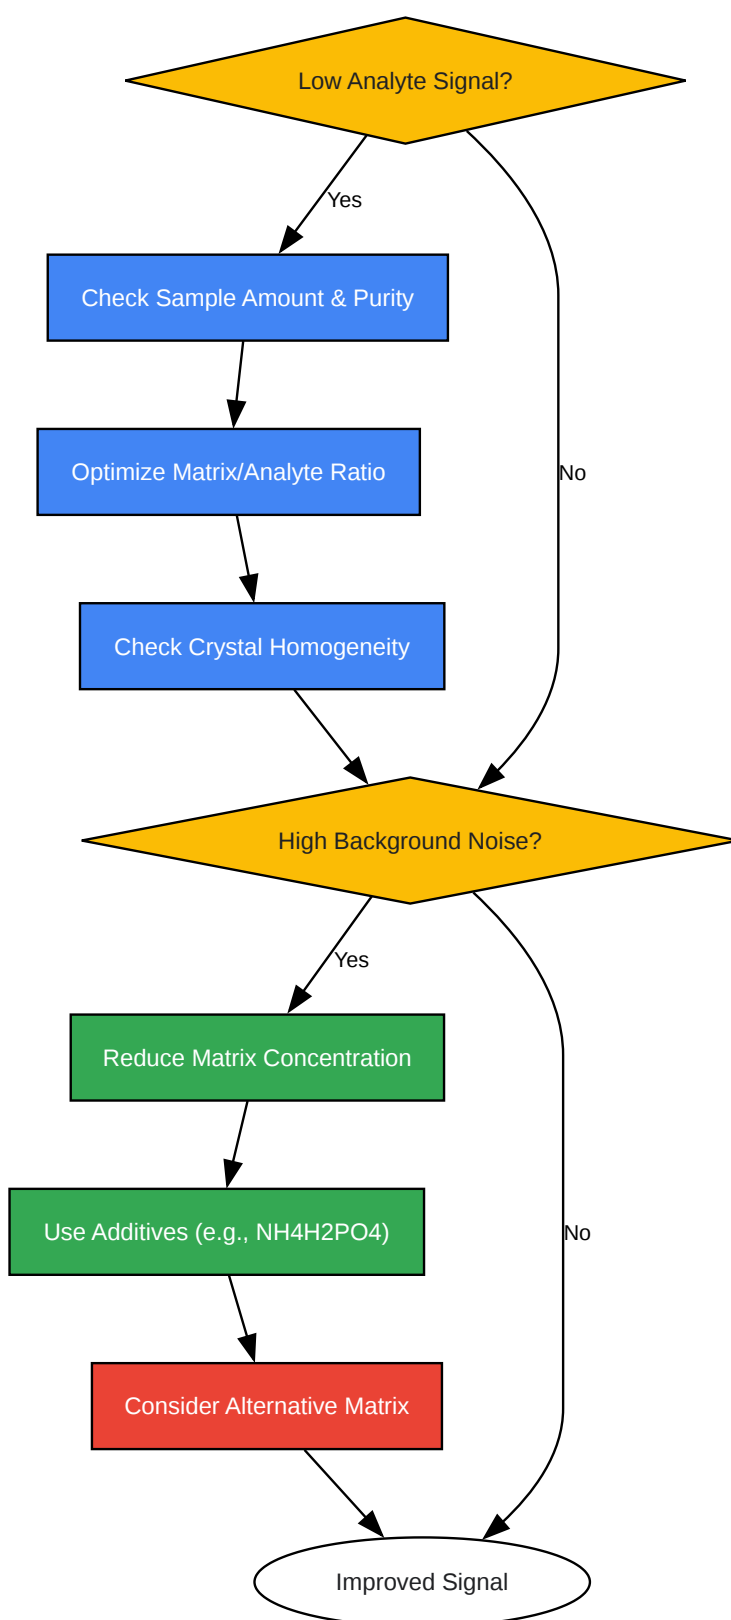 Low Analyte Signal?
Yes
Check Sample Amount & Purity
Optimize Matrix/Analyte Ratio
No
Check Crystal Homogeneity
High Background Noise?
Yes
Reduce Matrix Concentration
Use Additives (e.g., NH4H2PO4)
No
Consider Alternative Matrix
Improved Signal